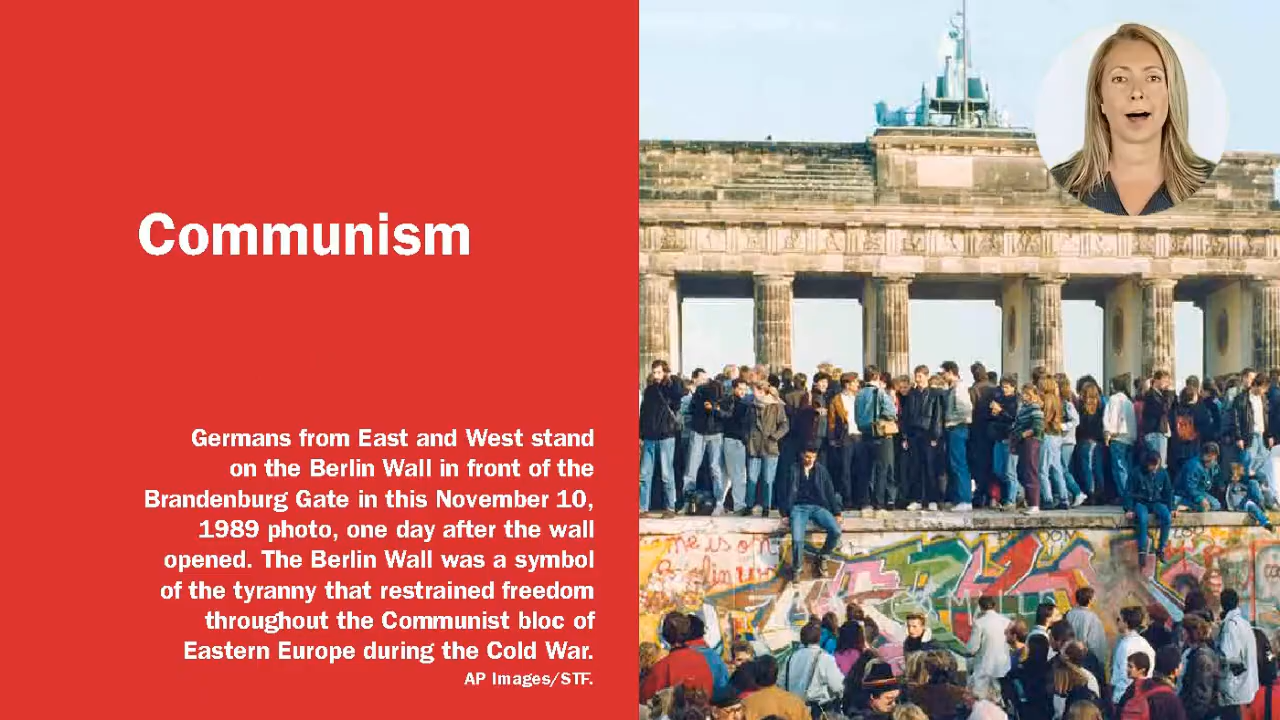 Communism
Germans from East and West stand
on the Berlin Wall in front of the
Brandenburg Gate in this November 10,
1989 photo, one day after the wall
opened. The Berlin Wall was a symbol
of the tyranny that restrained freedom
throughout the Communist bloc of
Eastern Europe during the Cold War.
AP Images/STF.